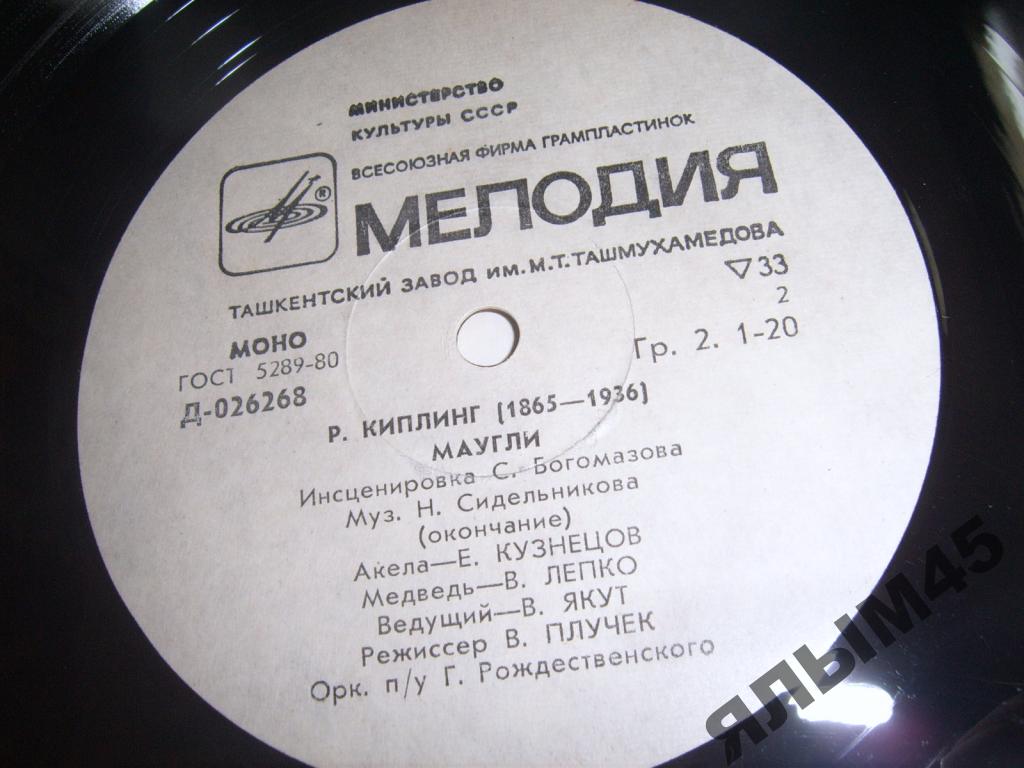 МИНИСТЕРСТВО
КУЛЬТУРЫ СССР
ВСЕСОЮЗНАЯ ФИРМА ГРАМПЛАСТИНОК
®
МЕЛОДИЯ
ТАШКЕНТСКИЙ ЗАВОД ИМ. М.Т. ТАШМУХАМЕДОВА
МОНО
▽33
ГОСТ 5289-80
2
Д-026268
Гр. 2. 1-20
Р. КИПЛИНГ (1865—1936)
МАУГЛИ
Инсценировка С. Богомазова
Муз. Н. Сидельникова
(окончание)
Акела—Е. КУЗНЕЦОВ
Медведь—В. ЛЕПКО
Ведущий—В. ЯКУТ
Режиссер В. ПЛУЧЕК
Орк. п/у Г. Рождественского
ЯЛЫМ45